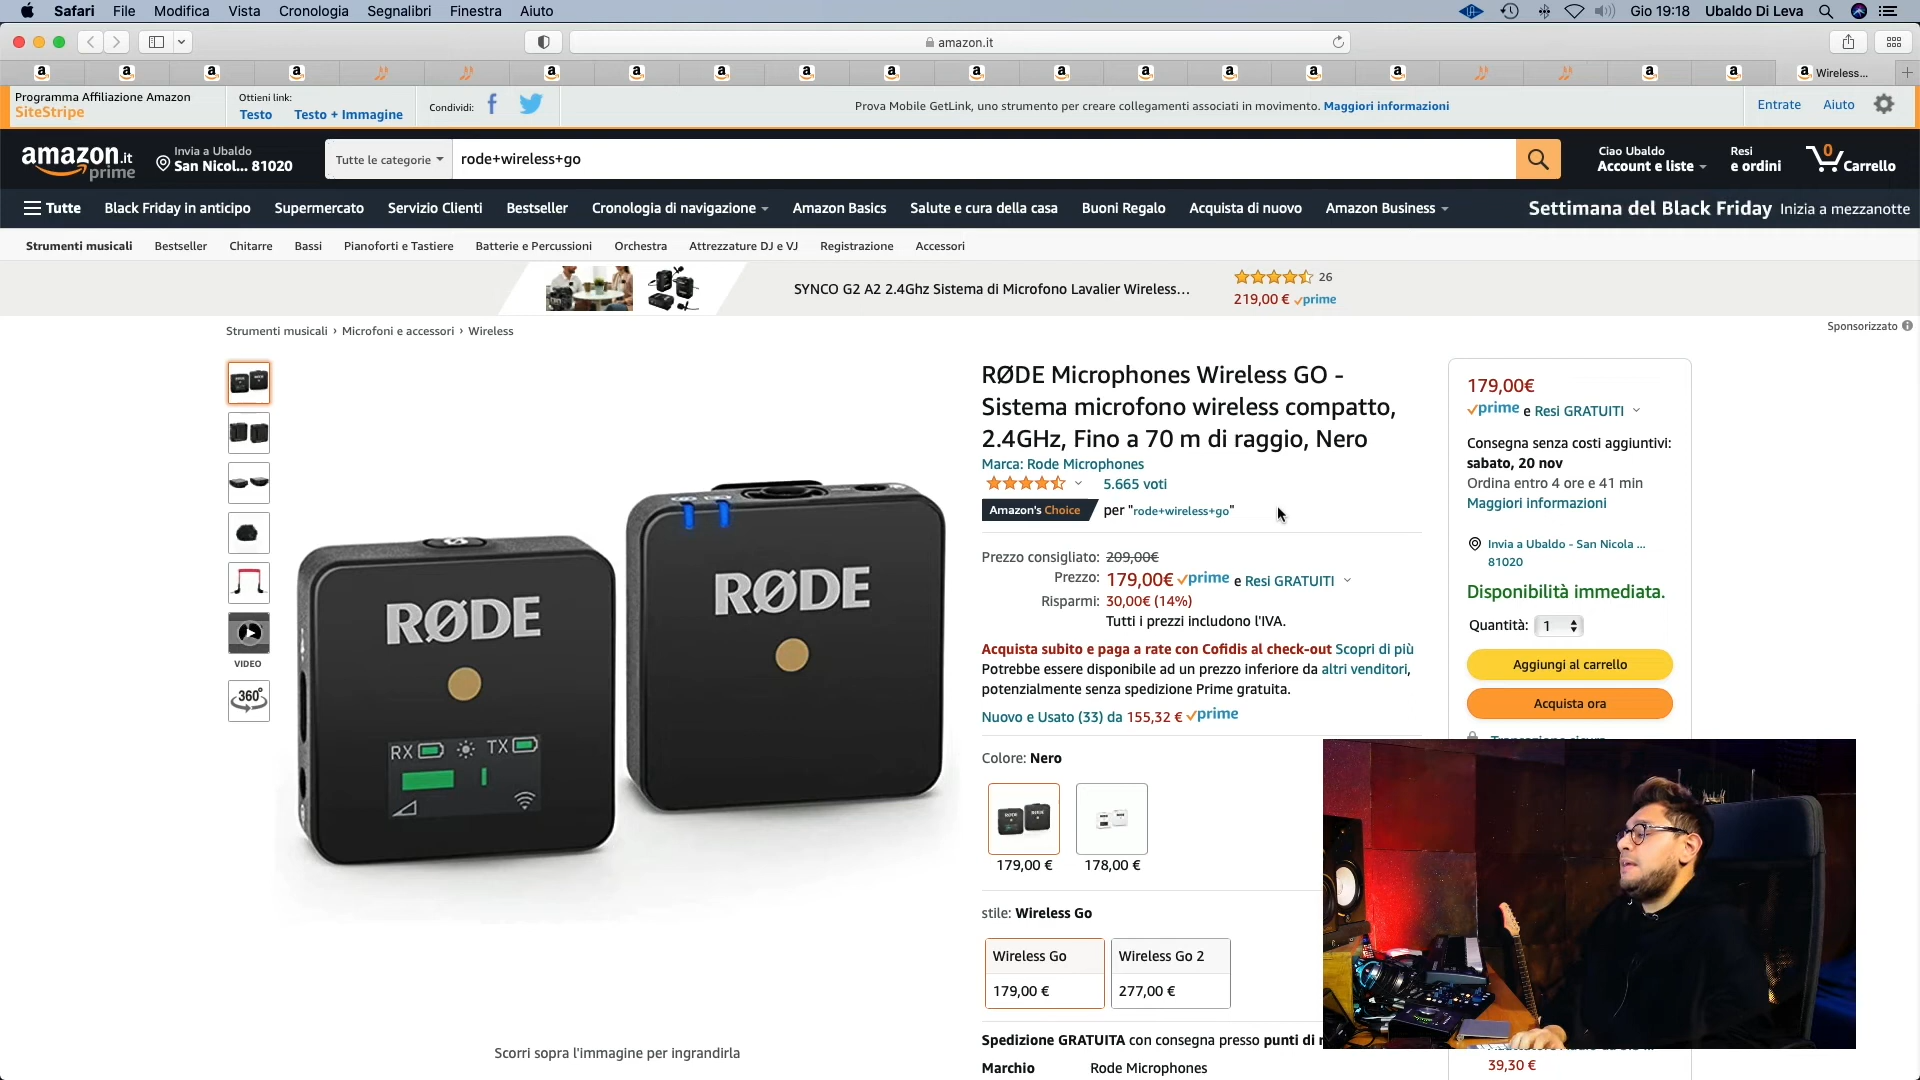 Safari File Modifica Vista Cronologia Segnalibri Finestra Aiuto
Gio 19:18 Ubaldo Di Leva
amazon.it
Wireless...
Programma Affiliazione Amazon
SiteStripe
Ottieni link:
Testo Testo + Immagine
Condividi:
Prova Mobile GetLink, uno strumento per creare collegamenti associati in movimento. Maggiori informazioni
Entrate Aiuto
amazon.it
prime
Invia a Ubaldo
San Nicol... 81020
Tutte le categorie
rode+wireless+go
Ciao Ubaldo
Account e liste
Resi
e ordini
0
Carrello
Tutte Black Friday in anticipo Supermercato Servizio Clienti Bestseller Cronologia di navigazione Amazon Basics Salute e cura della casa Buoni Regalo Acquista di nuovo Amazon Business
Settimana del Black Friday Inizia a mezzanotte
Strumenti musicali Bestseller Chitarre Bassi Pianoforti e Tastiere Batterie e Percussioni Orchestra Attrezzature DJ e VJ Registrazione Accessori
SYNCO G2 A2 2.4Ghz Sistema di Microfono Lavalier Wireless...
26
219,00 € prime
Sponsorizzato
Strumenti musicali › Microfoni e accessori › Wireless
VIDEO
360°
RØDE
RX TX
RØDE
Scorri sopra l'immagine per ingrandirla
RØDE Microphones Wireless GO -
Sistema microfono wireless compatto,
2.4GHz, Fino a 70 m di raggio, Nero
Marca: Rode Microphones
5.665 voti
Amazon's Choice per "rode+wireless+go"
Prezzo consigliato: 209,00€
Prezzo: 179,00€ prime e Resi GRATUITI
Risparmi: 30,00€ (14%)
Tutti i prezzi includono l'IVA.
Acquista subito e paga a rate con Cofidis al check-out Scopri di più
Potrebbe essere disponibile ad un prezzo inferiore da altri venditori,
potenzialmente senza spedizione Prime gratuita.
Nuovo e Usato (33) da 155,32 € prime
Colore: Nero
179,00 € 178,00 €
stile: Wireless Go
Wireless Go
179,00 €
Wireless Go 2
277,00 €
Spedizione GRATUITA con consegna presso punti di
Marchio Rode Microphones
179,00€
prime e Resi GRATUITI
Consegna senza costi aggiuntivi:
sabato, 20 nov
Ordina entro 4 ore e 41 min
Maggiori informazioni
Invia a Ubaldo - San Nicola ...
81020
Disponibilità immediata.
Quantità: 1
Aggiungi al carrello
Acquista ora
39,30 €